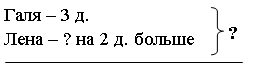 Галя – 3 д.
Лена – ? на 2 д. больше
?